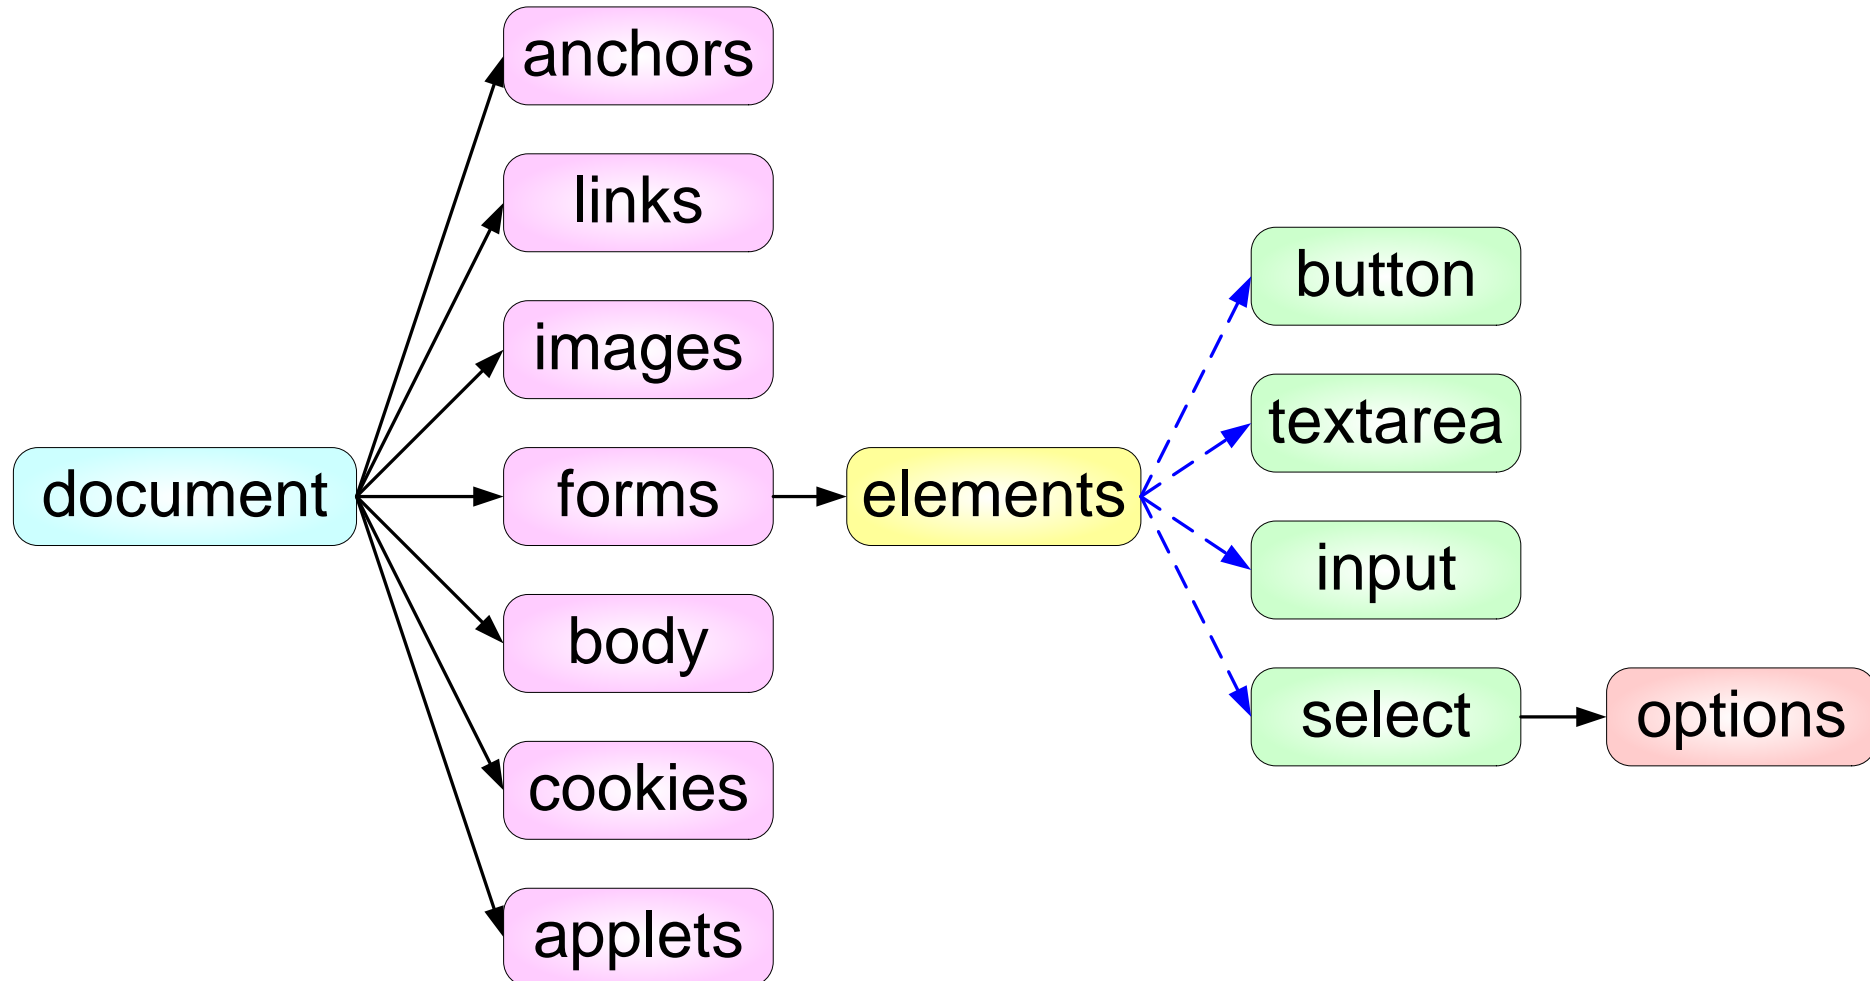 anchors
links
images
document
forms
elements
body
cookies
applets
button
textarea
input
select
options